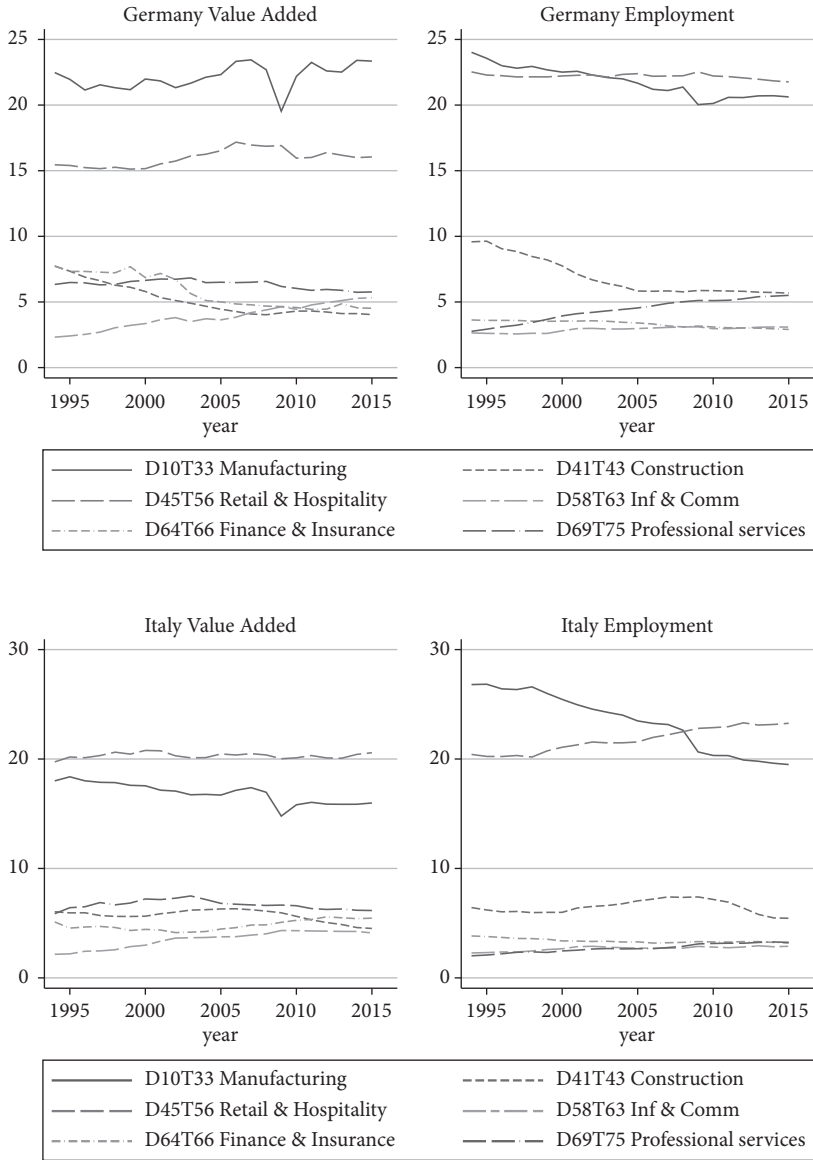 Germany Value Added
Germany Employment
25
20
15
10
5
0
1995 2000 2005 2010 2015
year
25
20
15
10
5
0
1995 2000 2005 2010 2015
year
D10T33 Manufacturing
D41T43 Construction
D45T56 Retail & Hospitality
D58T63 Inf & Comm
D64T66 Finance & Insurance
D69T75 Professional services
Italy Value Added
Italy Employment
30
20
10
0
1995 2000 2005 2010 2015
year
30
20
10
0
1995 2000 2005 2010 2015
year
D10T33 Manufacturing
D41T43 Construction
D45T56 Retail & Hospitality
D58T63 Inf & Comm
D64T66 Finance & Insurance
D69T75 Professional services